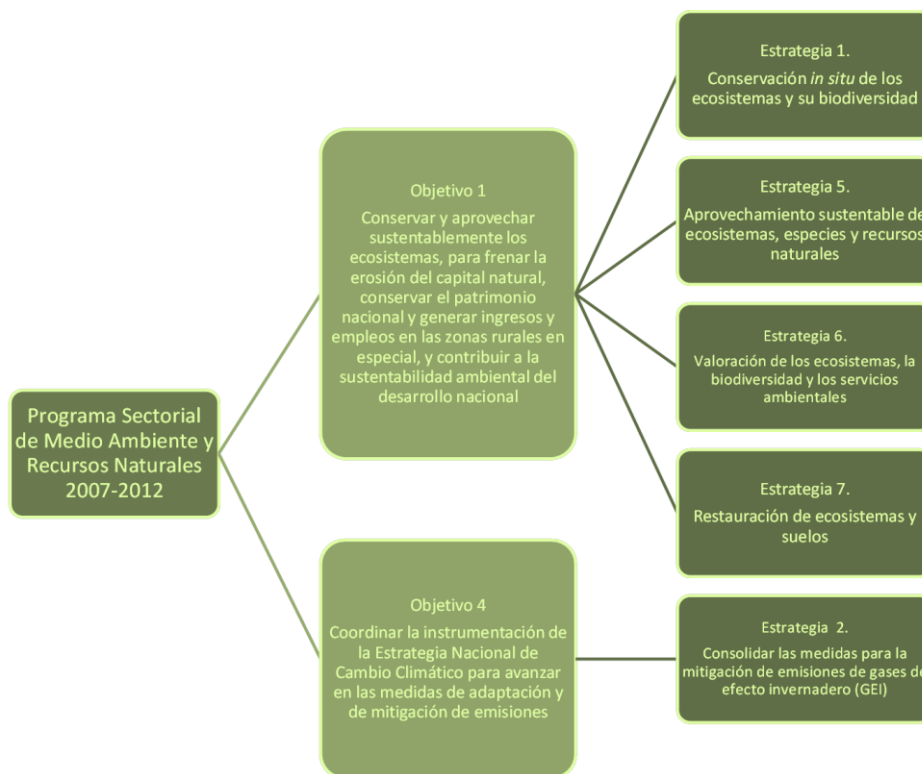 Programa Sectorial
de Medio Ambiente y
Recursos Naturales
2007-2012
Objetivo 1
Conservar y aprovechar
sustentablemente los
ecosistemas, para frenar la
erosión del capital natural,
conservar el patrimonio
nacional y generar ingresos y
empleos en las zonas rurales en
especial, y contribuir a la
sustentabilidad ambiental del
desarrollo nacional
Estrategia 1.
Conservación in situ de los
ecosistemas y su biodiversidad
Estrategia 5.
Aprovechamiento sustentable de
ecosistemas, especies y recursos
naturales
Estrategia 6.
Valoración de los ecosistemas, la
biodiversidad y los servicios
ambientales
Estrategia 7.
Restauración de ecosistemas y
suelos
Objetivo 4
Coordinar la instrumentación de
la Estrategia Nacional de
Cambio Climático para avanzar
en las medidas de adaptación y
de mitigación de emisiones
Estrategia 2.
Consolidar las medidas para la
mitigación de emisiones de gases de
efecto invernadero (GEI)